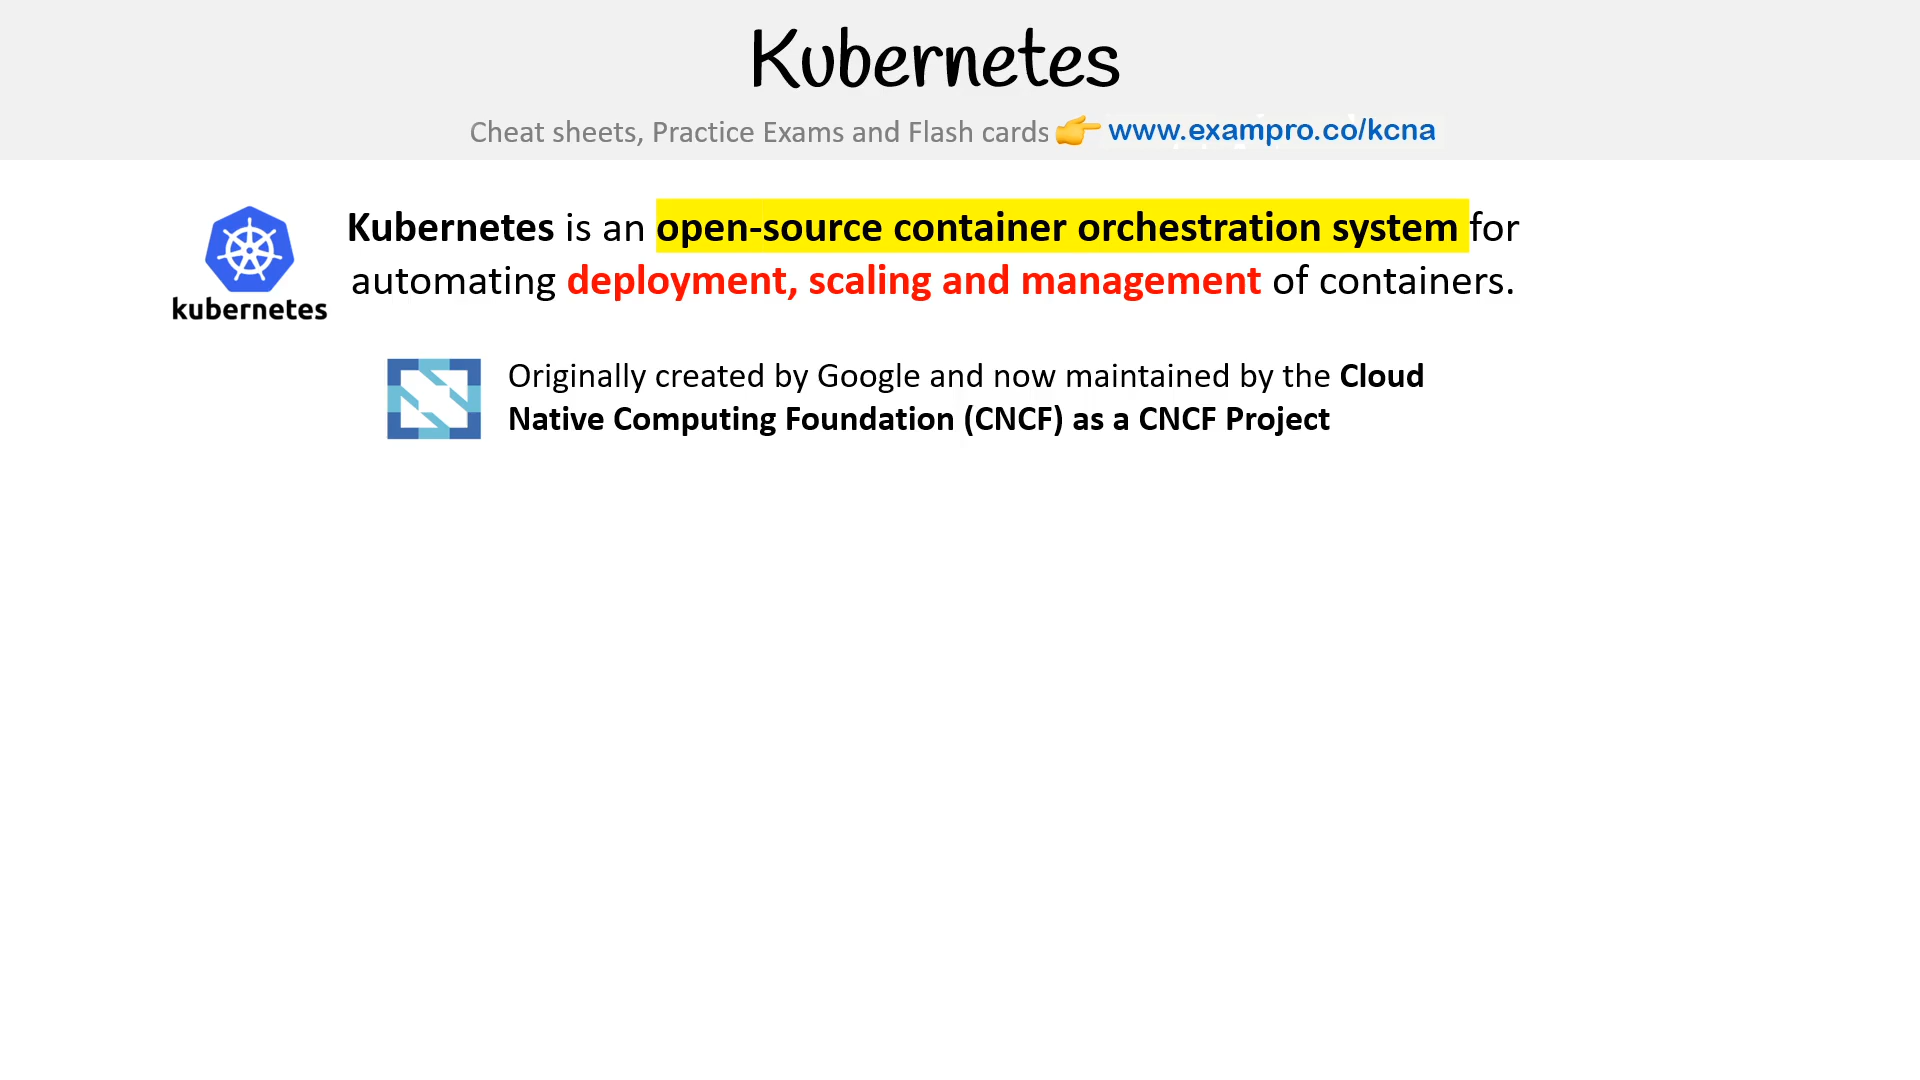 Kubernetes
Cheat sheets, Practice Exams and Flash cards 👉 www.exampro.co/kcna
Kubernetes is an open-source container orchestration system for
automating deployment, scaling and management of containers.
kubernetes
Originally created by Google and now maintained by the Cloud
Native Computing Foundation (CNCF) as a CNCF Project